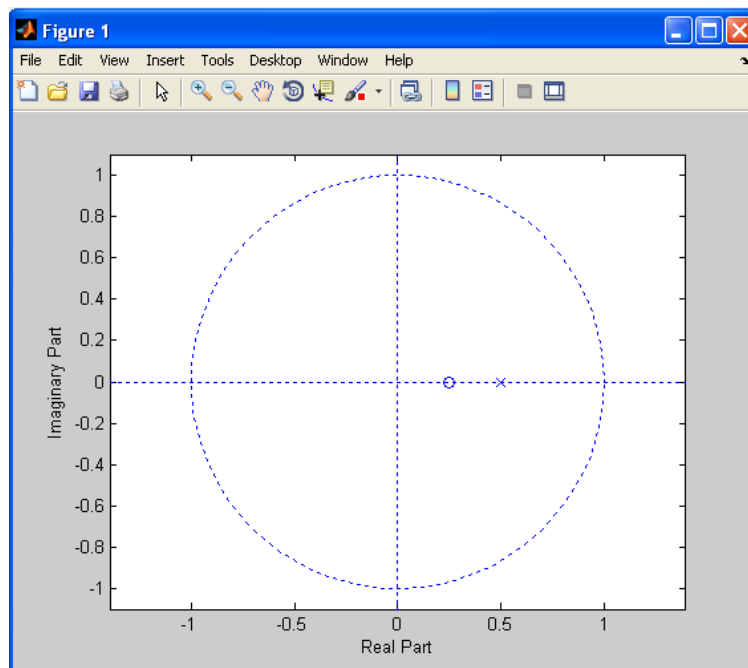 Figure 1
File Edit View Insert Tools Desktop Window Help
1
0.8
0.6
0.4
0.2
0
-0.2
-0.4
-0.6
-0.8
-1
Imaginary Part
-1 -0.5 0 0.5 1
Real Part